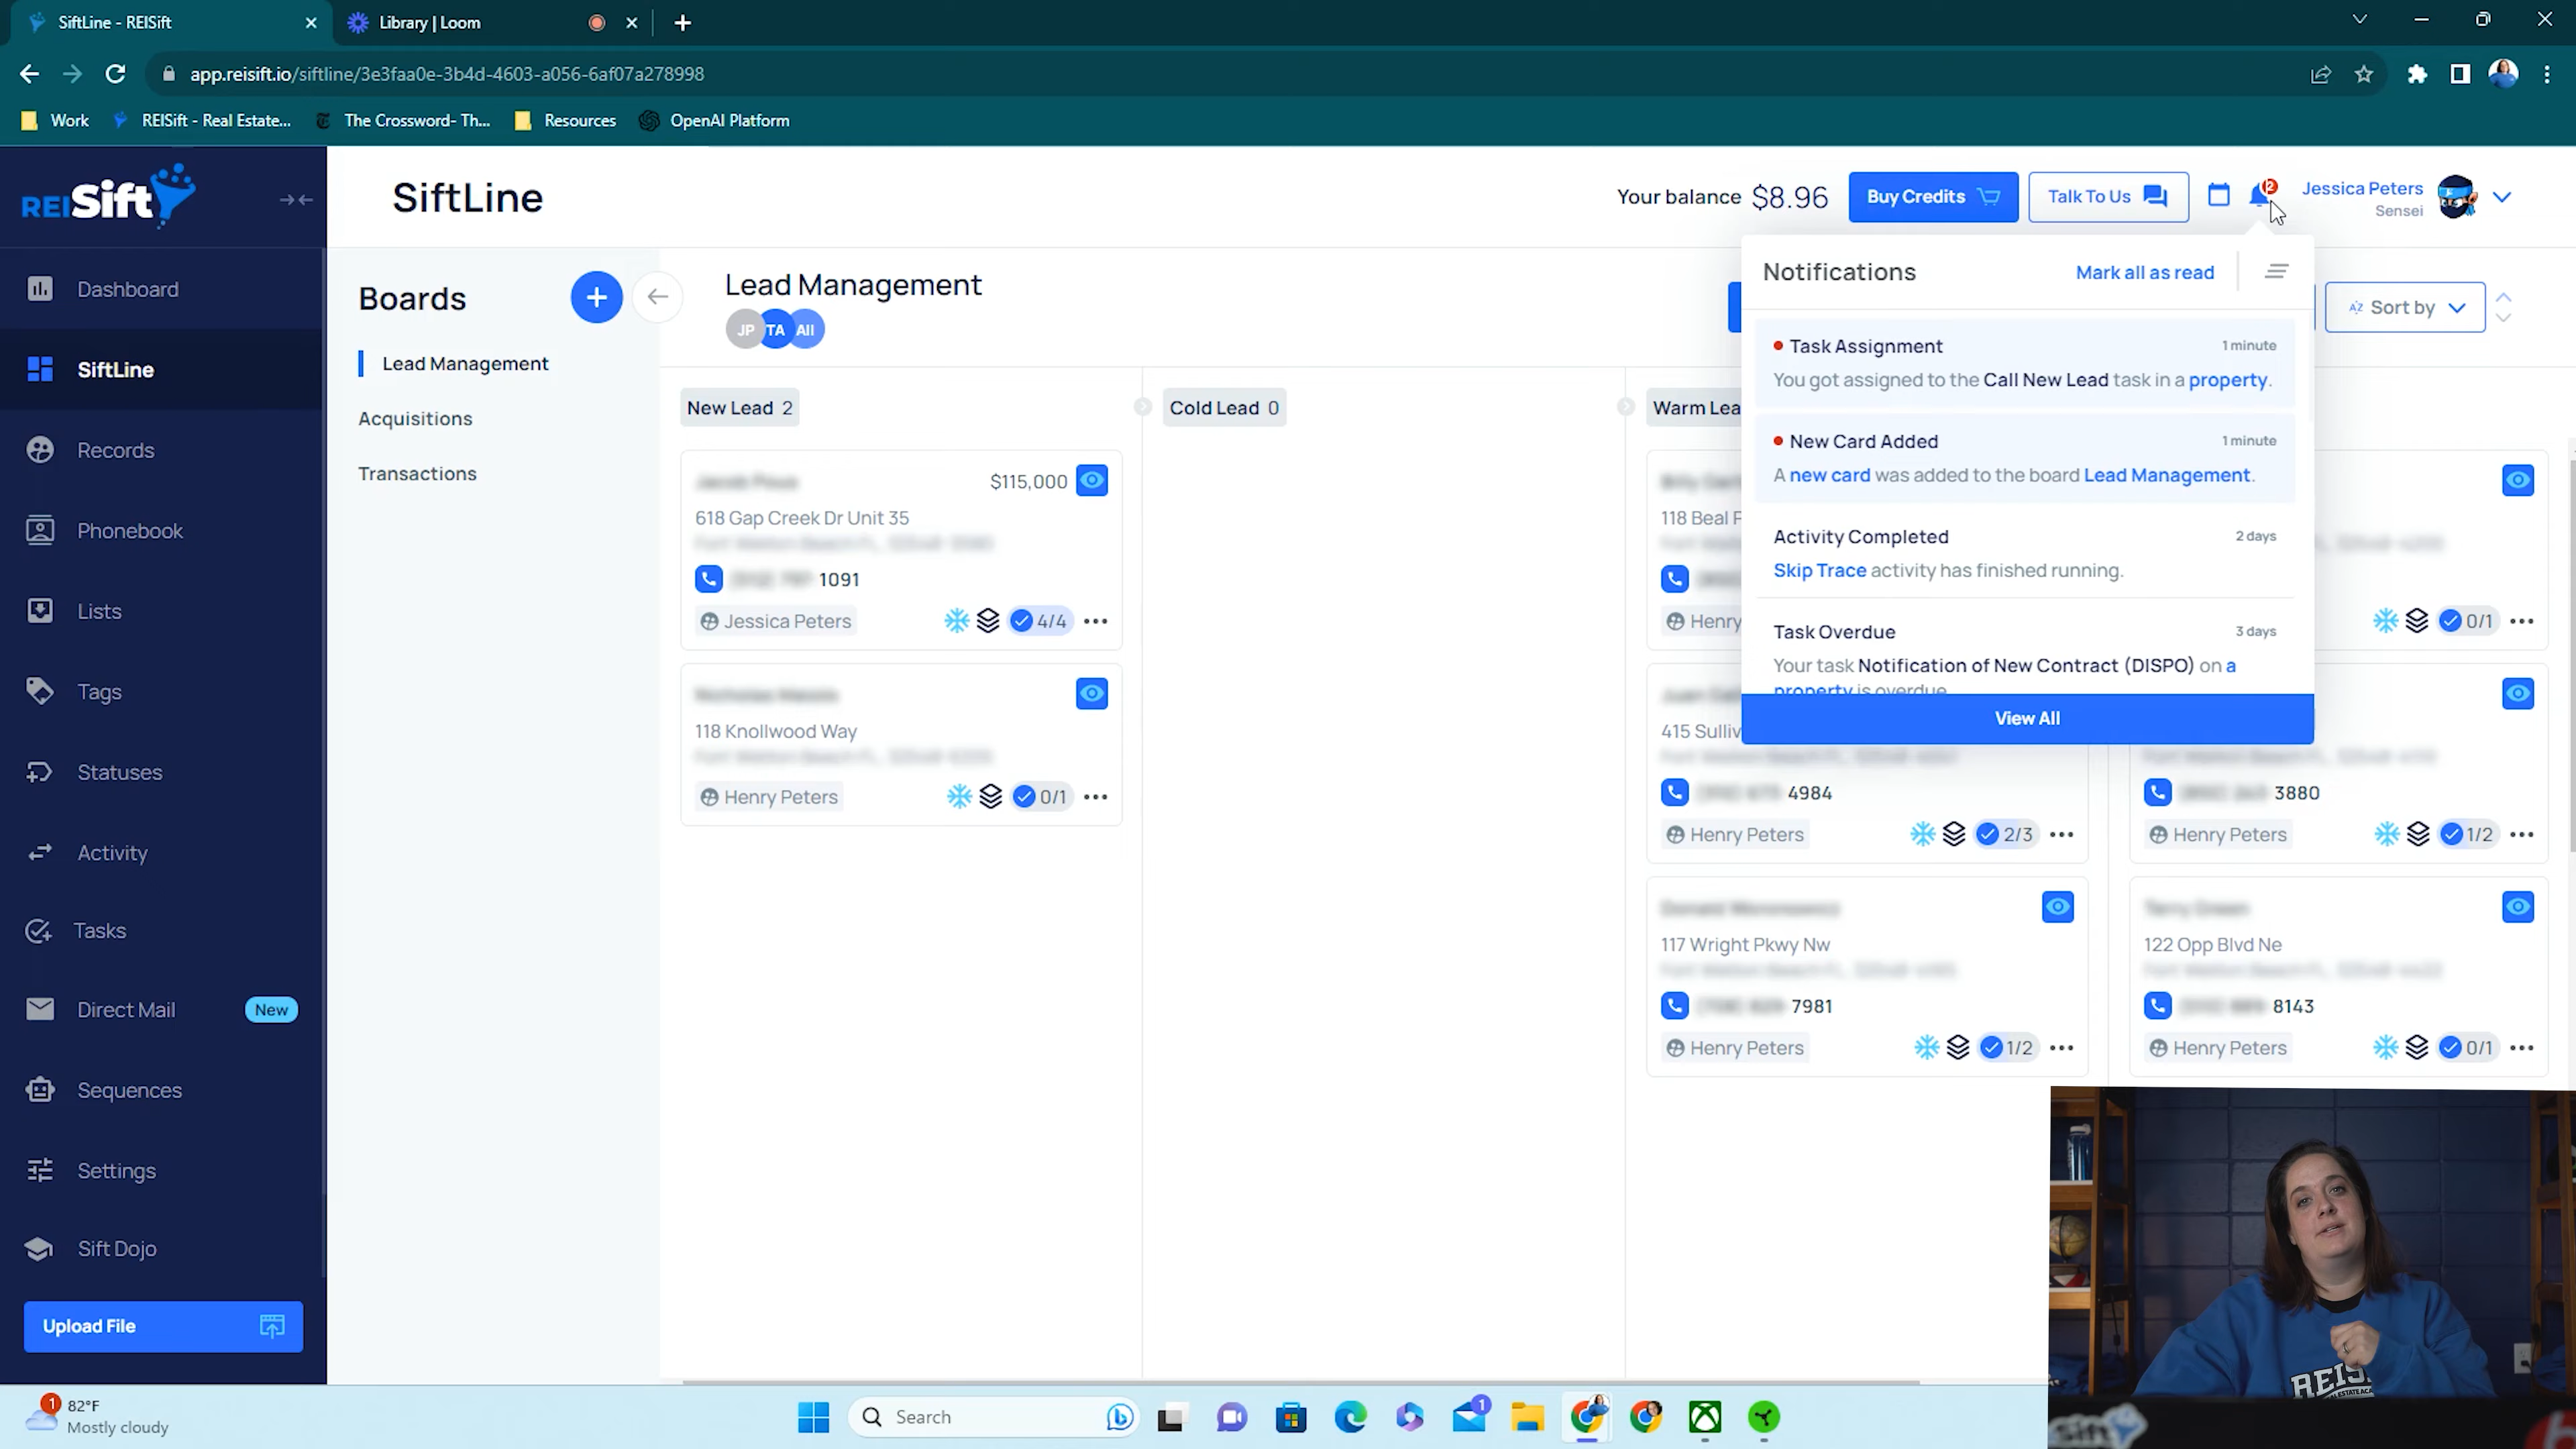 SiftLine - REISift
Library | Loom
app.reisift.io/siftline/3e3faa0e-3b4d-4603-a056-6af07a278998
Work
REISift - Real Estate...
The Crossword- Th...
Resources
OpenAI Platform
REISift
SiftLine
Your balance $8.96
Buy Credits
Talk To Us
2
Jessica Peters
Sensei
Dashboard
SiftLine
Records
Phonebook
Lists
Tags
Statuses
Activity
Tasks
Direct Mail New
Sequences
Settings
Sift Dojo
Upload File
Boards
Lead Management
Acquisitions
Transactions
Lead Management
JP TA All
Sort by
New Lead 2
$115,000
618 Gap Creek Dr Unit 35
1091
Jessica Peters
4/4
118 Knollwood Way
Henry Peters
0/1
Cold Lead 0
Warm Lea
118 Beal P
Henry
415 Sulliv
4984
Henry Peters
2/3
117 Wright Pkwy Nw
7981
Henry Peters
1/2
0/1
3880
Henry Peters
1/2
122 Opp Blvd Ne
8143
Henry Peters
0/1
Notifications
Mark all as read
Task Assignment
1 minute
You got assigned to the Call New Lead task in a property.
New Card Added
1 minute
A new card was added to the board Lead Management.
Activity Completed
2 days
Skip Trace activity has finished running.
Task Overdue
3 days
Your task Notification of New Contract (DISPO) on a
property is overdue
View All
1
82°F
Mostly cloudy
Search
1
REIS
Sift